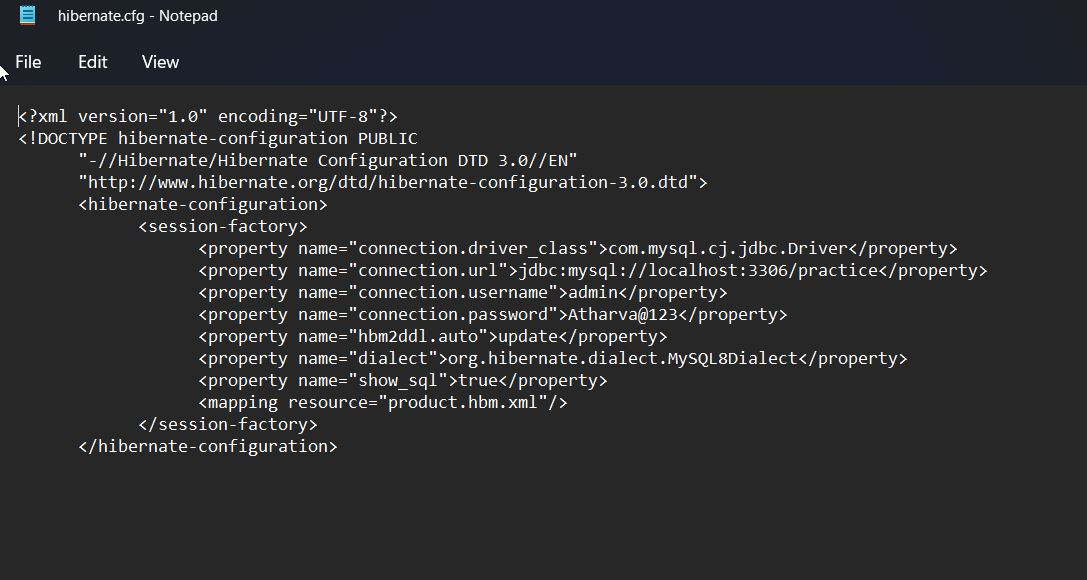 hibernate.cfg - Notepad
File Edit View
<?xml version="1.0" encoding="UTF-8"?>
<!DOCTYPE hibernate-configuration PUBLIC
"-//Hibernate/Hibernate Configuration DTD 3.0//EN"
"http://www.hibernate.org/dtd/hibernate-configuration-3.0.dtd">
<hibernate-configuration>
<session-factory>
<property name="connection.driver_class">com.mysql.cj.jdbc.Driver</property>
<property name="connection.url">jdbc:mysql://localhost:3306/practice</property>
<property name="connection.username">admin</property>
<property name="connection.password">Atharva@123</property>
<property name="hbm2ddl.auto">update</property>
<property name="dialect">org.hibernate.dialect.MySQL8Dialect</property>
<property name="show_sql">true</property>
<mapping resource="product.hbm.xml"/>
</session-factory>
</hibernate-configuration>